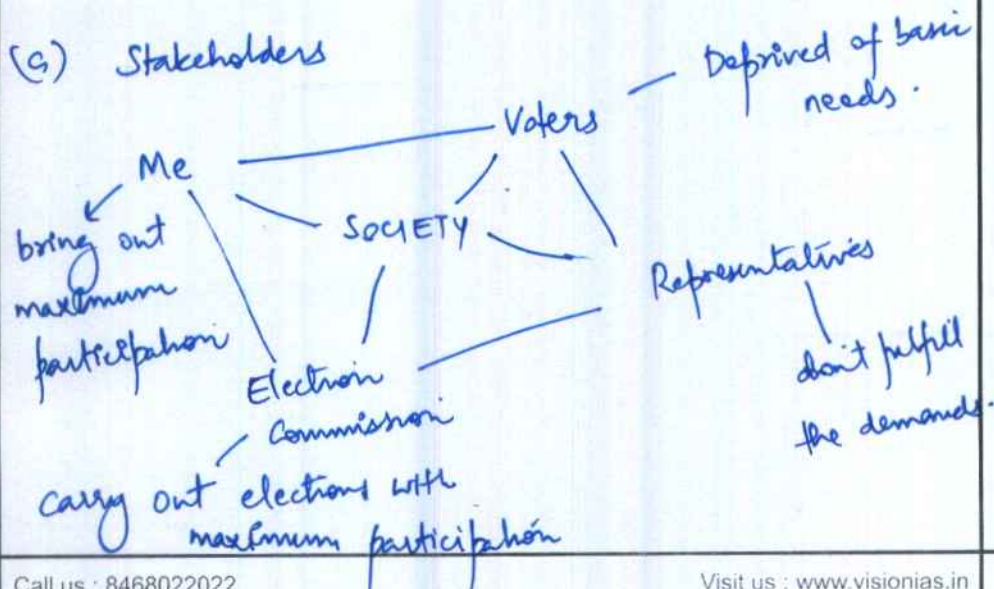 (a) Stakeholders
Deprived of basic
needs.
Voters
Me
SOCIETY
bring out
maximum
participation
Representatives
don't fulfill
the demands.
Election
Commission
carry out elections with
maximum participation
Call us : 8468022022
Visit us : www.visionias.in